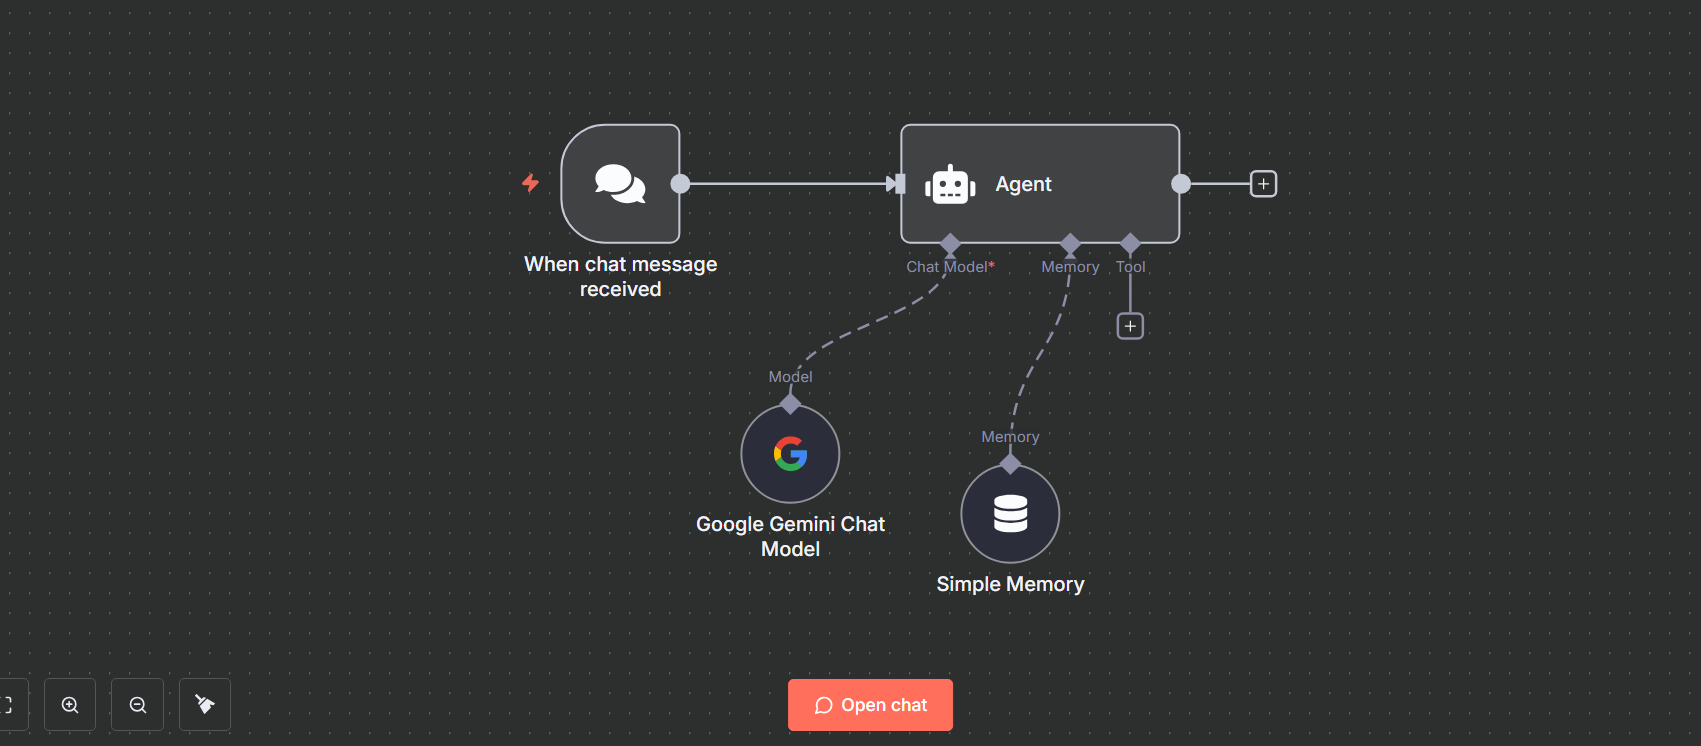 Agent
When chat message
received
Chat Model*
Memory
Tool
Model
Memory
Google Gemini Chat
Model
Simple Memory
Open chat